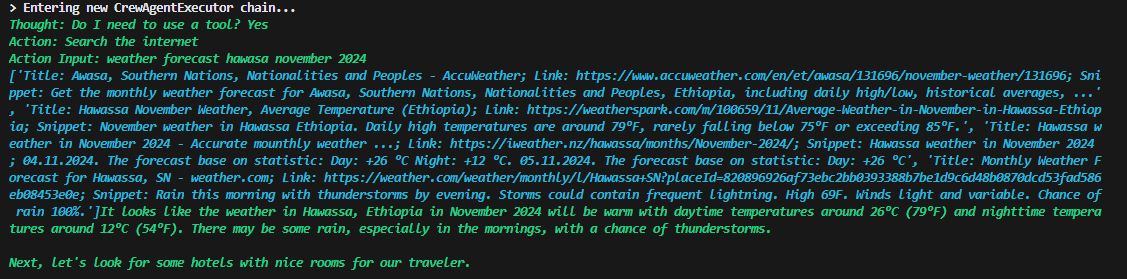 > Entering new CrewAgentExecutor chain...
Thought: Do I need to use a tool? Yes
Action: Search the internet
Action Input: weather forecast hawasa november 2024
['Title: Awasa, Southern Nations, Nationalities and Peoples - AccuWeather; Link: https://www.accuweather.com/en/et/awasa/131696/november-weather/131696; Sni
ppet: Get the monthly weather forecast for Awasa, Southern Nations, Nationalities and Peoples, Ethiopia, including daily high/low, historical averages, ...'
, 'Title: Hawassa November Weather, Average Temperature (Ethiopia); Link: https://weatherspark.com/m/100659/11/Average-Weather-in-November-in-Hawassa-Ethiop
ia; Snippet: November weather in Hawassa Ethiopia. Daily high temperatures are around 79°F, rarely falling below 75°F or exceeding 85°F.', 'Title: Hawassa w
eather in November 2024 - Accurate mounthly weather ...; Link: https://iweather.nz/hawassa/months/November-2024/; Snippet: Hawassa weather in November 2024
; 04.11.2024. The forecast base on statistic: Day: +26 °C Night: +12 °C. 05.11.2024. The forecast base on statistic: Day: +26 °C', 'Title: Monthly Weather F
orecast for Hawassa, SN - weather.com; Link: https://weather.com/weather/monthly/l/Hawassa+SN?placeId=820896926af73ebc2bb0393388b7be1d9c6d48b0870dcd53fad586
eb08453e0e; Snippet: Rain this morning with thunderstorms by evening. Storms could contain frequent lightning. High 69F. Winds light and variable. Chance of
rain 100%.']It looks like the weather in Hawassa, Ethiopia in November 2024 will be warm with daytime temperatures around 26°C (79°F) and nighttime tempera
tures around 12°C (54°F). There may be some rain, especially in the mornings, with a chance of thunderstorms.
Next, let's look for some hotels with nice rooms for our traveler.